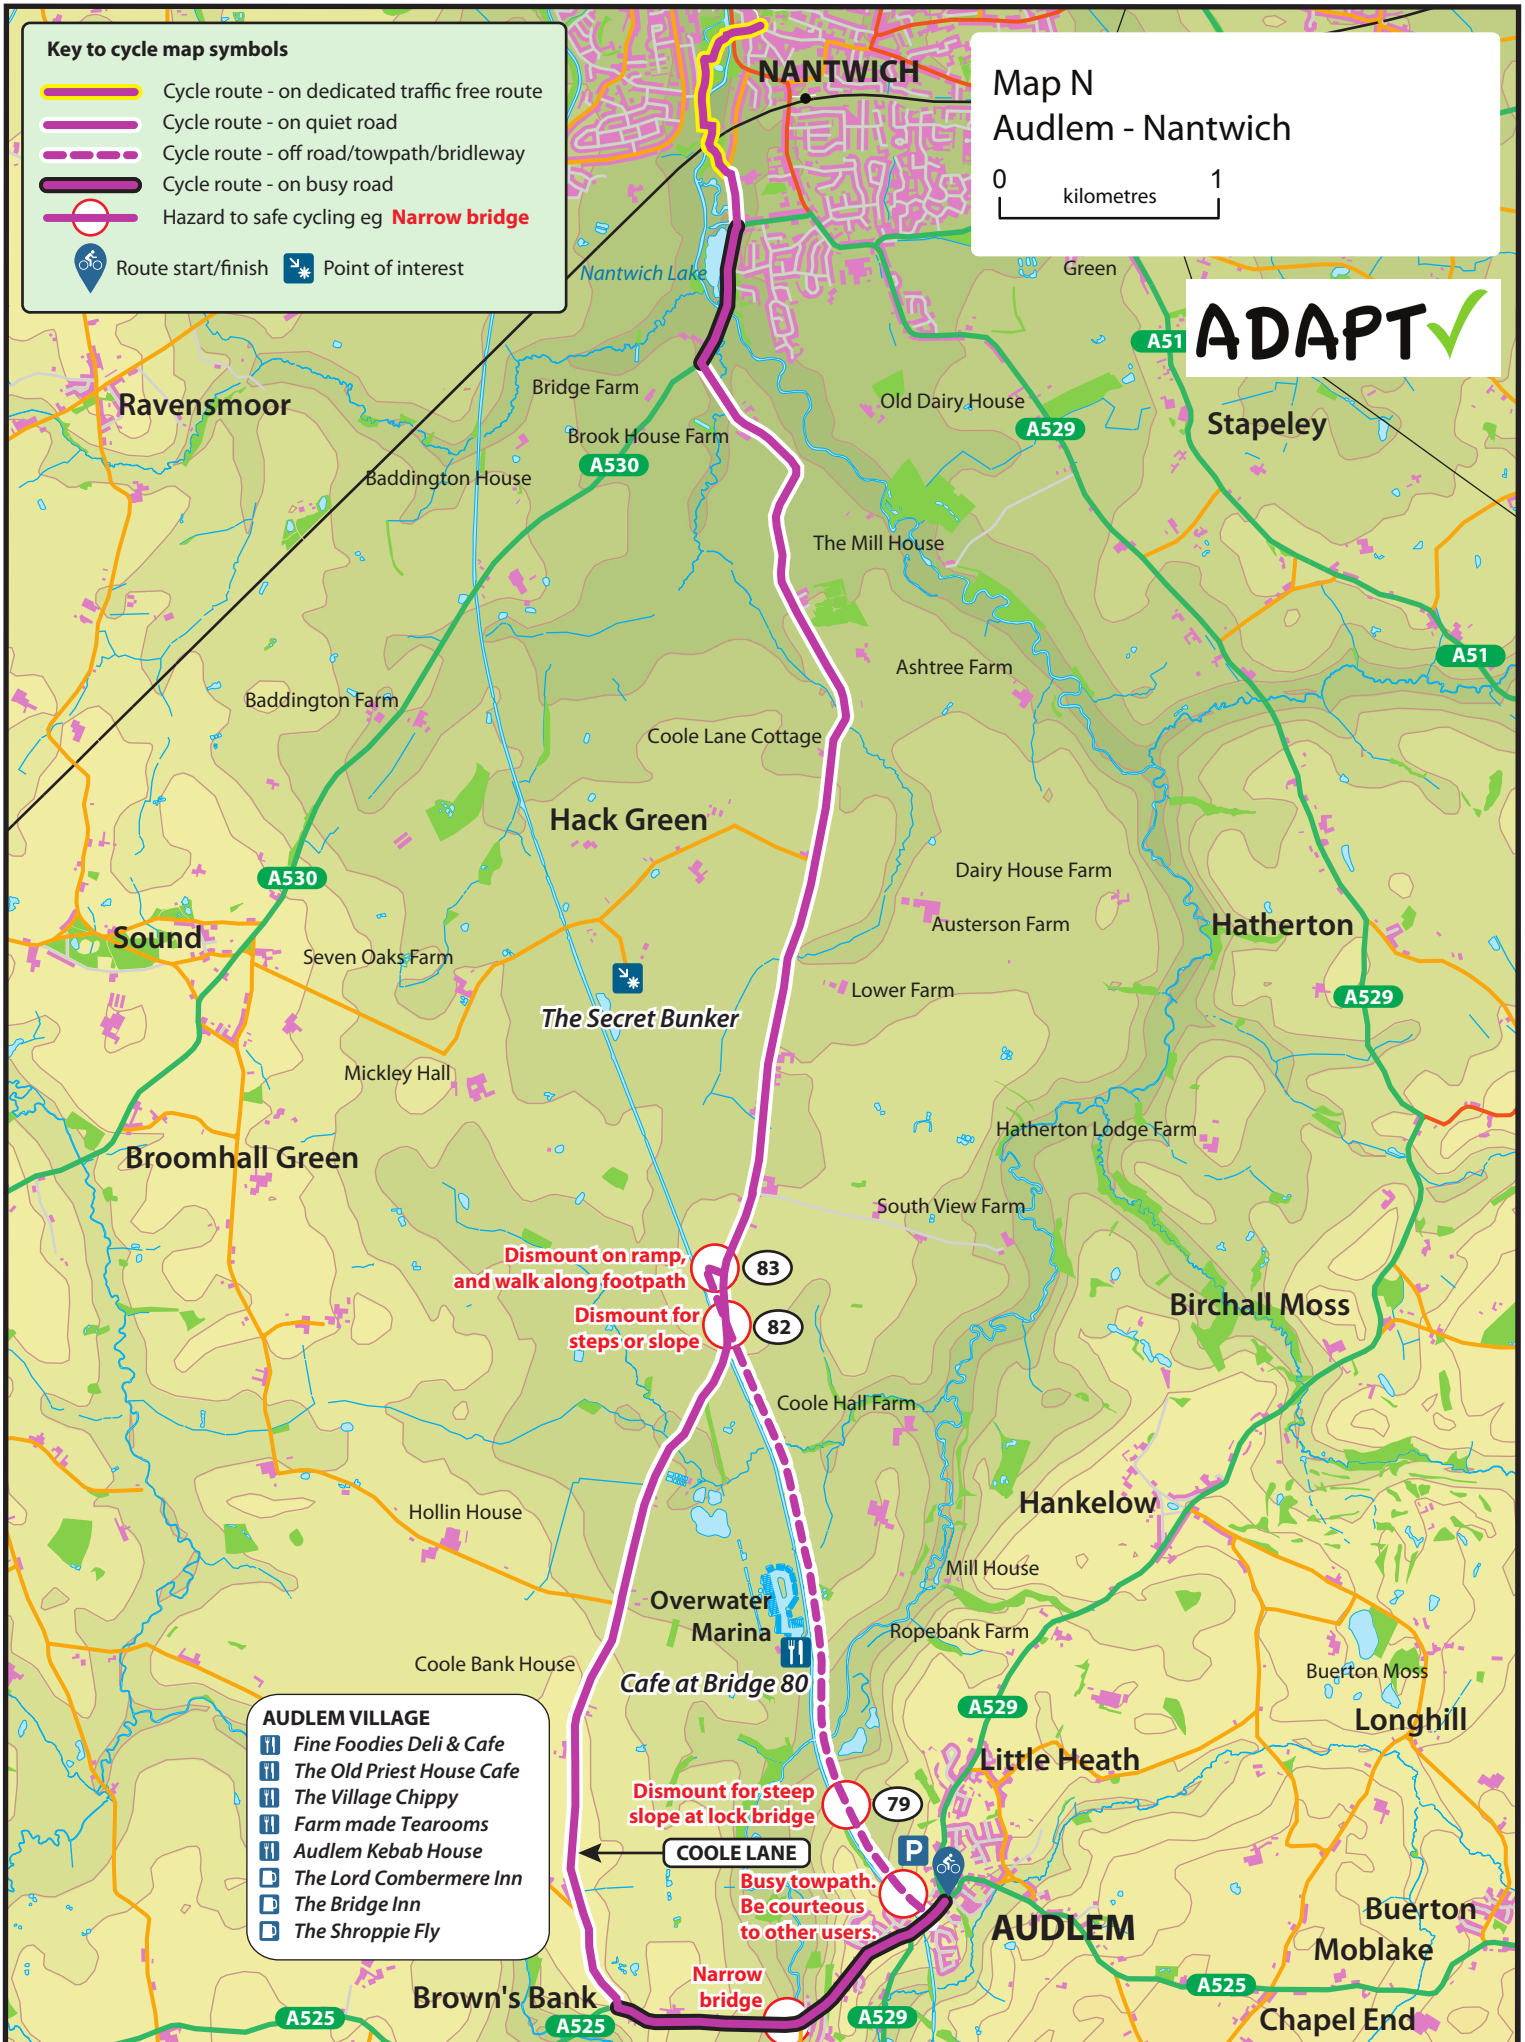 Key to cycle map symbols
Cycle route - on dedicated traffic free route
Cycle route - on quiet road
Cycle route - off road/towpath/bridleway
Cycle route - on busy road
Hazard to safe cycling eg Narrow bridge
Route start/finish
Point of interest
NANTWICH
Map N
Audlem - Nantwich
0 1
kilometres
Nantwich Lake
Green
A51
ADAPT
Ravensmoor
Bridge Farm
Old Dairy House
A529
Stapeley
Brook House Farm
A530
Baddington House
The Mill House
A51
Ashtree Farm
Baddington Farm
Coole Lane Cottage
Hack Green
A530
Dairy House Farm
Sound
Austerson Farm
Hatherton
Seven Oaks Farm
Lower Farm
A529
The Secret Bunker
Mickley Hall
Hatherton Lodge Farm
Broomhall Green
South View Farm
Dismount on ramp,
and walk along footpath
83
Dismount for
steps or slope
82
Birchall Moss
Coole Hall Farm
Hankelow
Hollin House
Mill House
Overwater
Marina
Ropebank Farm
Coole Bank House
Cafe at Bridge 80
Buerton Moss
A529
Longhill
AUDLEM VILLAGE
Fine Foodies Deli & Cafe
The Old Priest House Cafe
The Village Chippy
Farm made Tearooms
Audlem Kebab House
The Lord Combermere Inn
The Bridge Inn
The Shroppie Fly
Little Heath
Dismount for steep
slope at lock bridge
79
P
COOLE LANE
Busy towpath.
Be courteous
to other users.
AUDLEM
Buerton
Moblake
Narrow
bridge
Brown's Bank
A525
A525
A525
A529
Chapel End